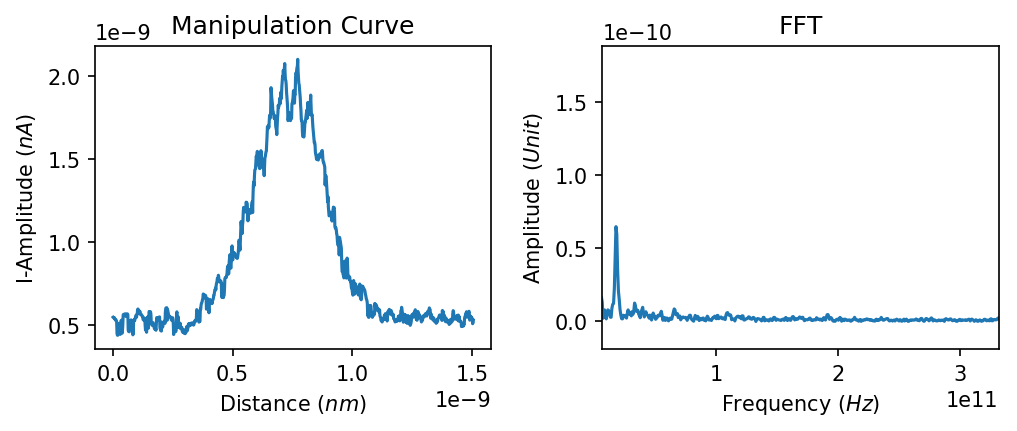 Manipulation Curve
1e−9
2.0
1.5
1.0
0.5
I-Amplitude (nA)
0.0 0.5 1.0 1.5
1e−9
Distance (nm)
FFT
1e−10
1.5
1.0
0.5
0.0
Amplitude (Unit)
1 2 3
1e11
Frequency (Hz)